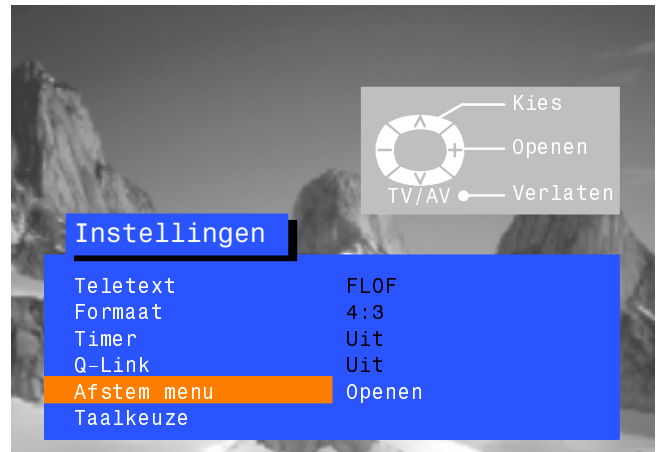 Kies
Openen
TV/AV Verlaten
Instellingen
Teletext FLOF
Formaat 4:3
Timer Uit
Q-Link Uit
Afstem menu Openen
Taalkeuze